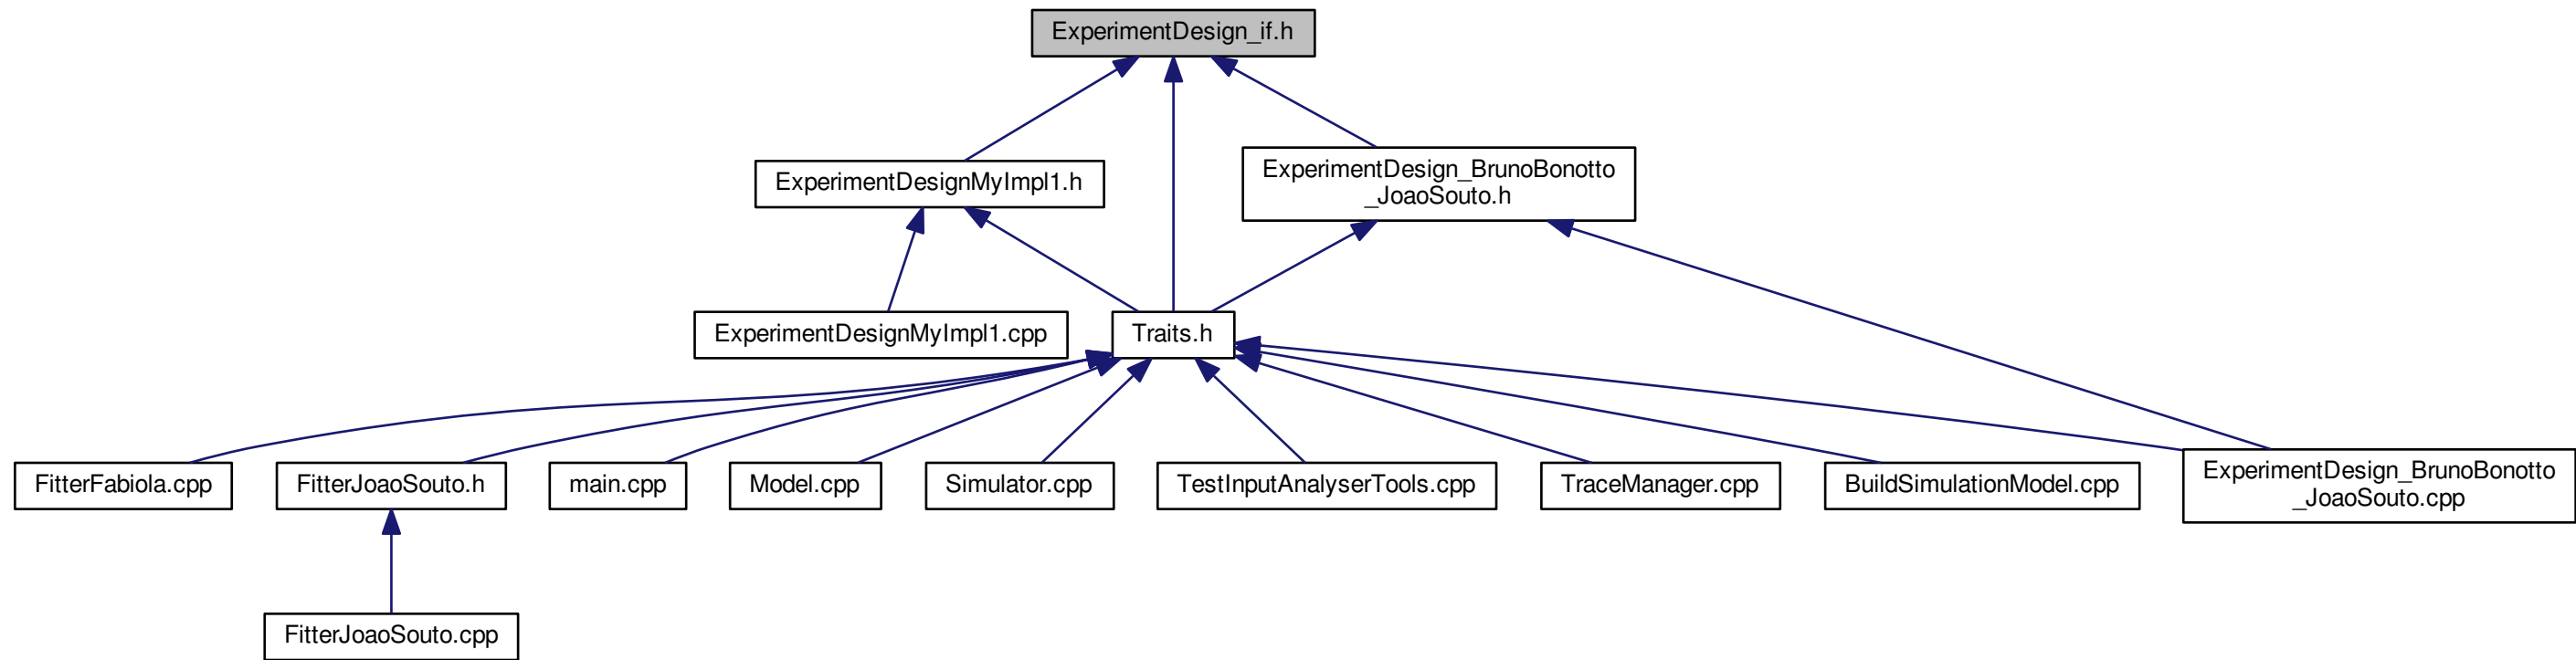 ExperimentDesign_if.h
ExperimentDesignMyImpl1.h
ExperimentDesign_BrunoBonotto
_JoaoSouto.h
ExperimentDesignMyImpl1.cpp
Traits.h
FitterFabiola.cpp
FitterJoaoSouto.h
main.cpp
Model.cpp
Simulator.cpp
TestInputAnalyserTools.cpp
TraceManager.cpp
BuildSimulationModel.cpp
ExperimentDesign_BrunoBonotto
_JoaoSouto.cpp
FitterJoaoSouto.cpp